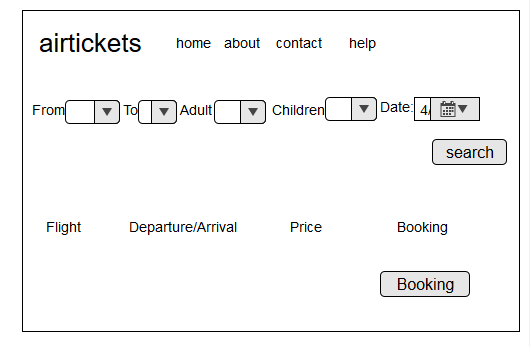 airtickets home about contact help
From To Adult Children Date: 4/
search
Flight Departure/Arrival Price Booking
Booking